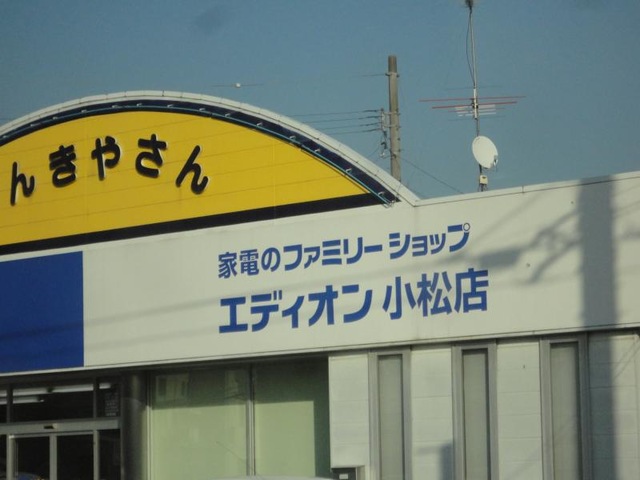 んきやさん
家電のファミリーショップ
エディオン 小松店